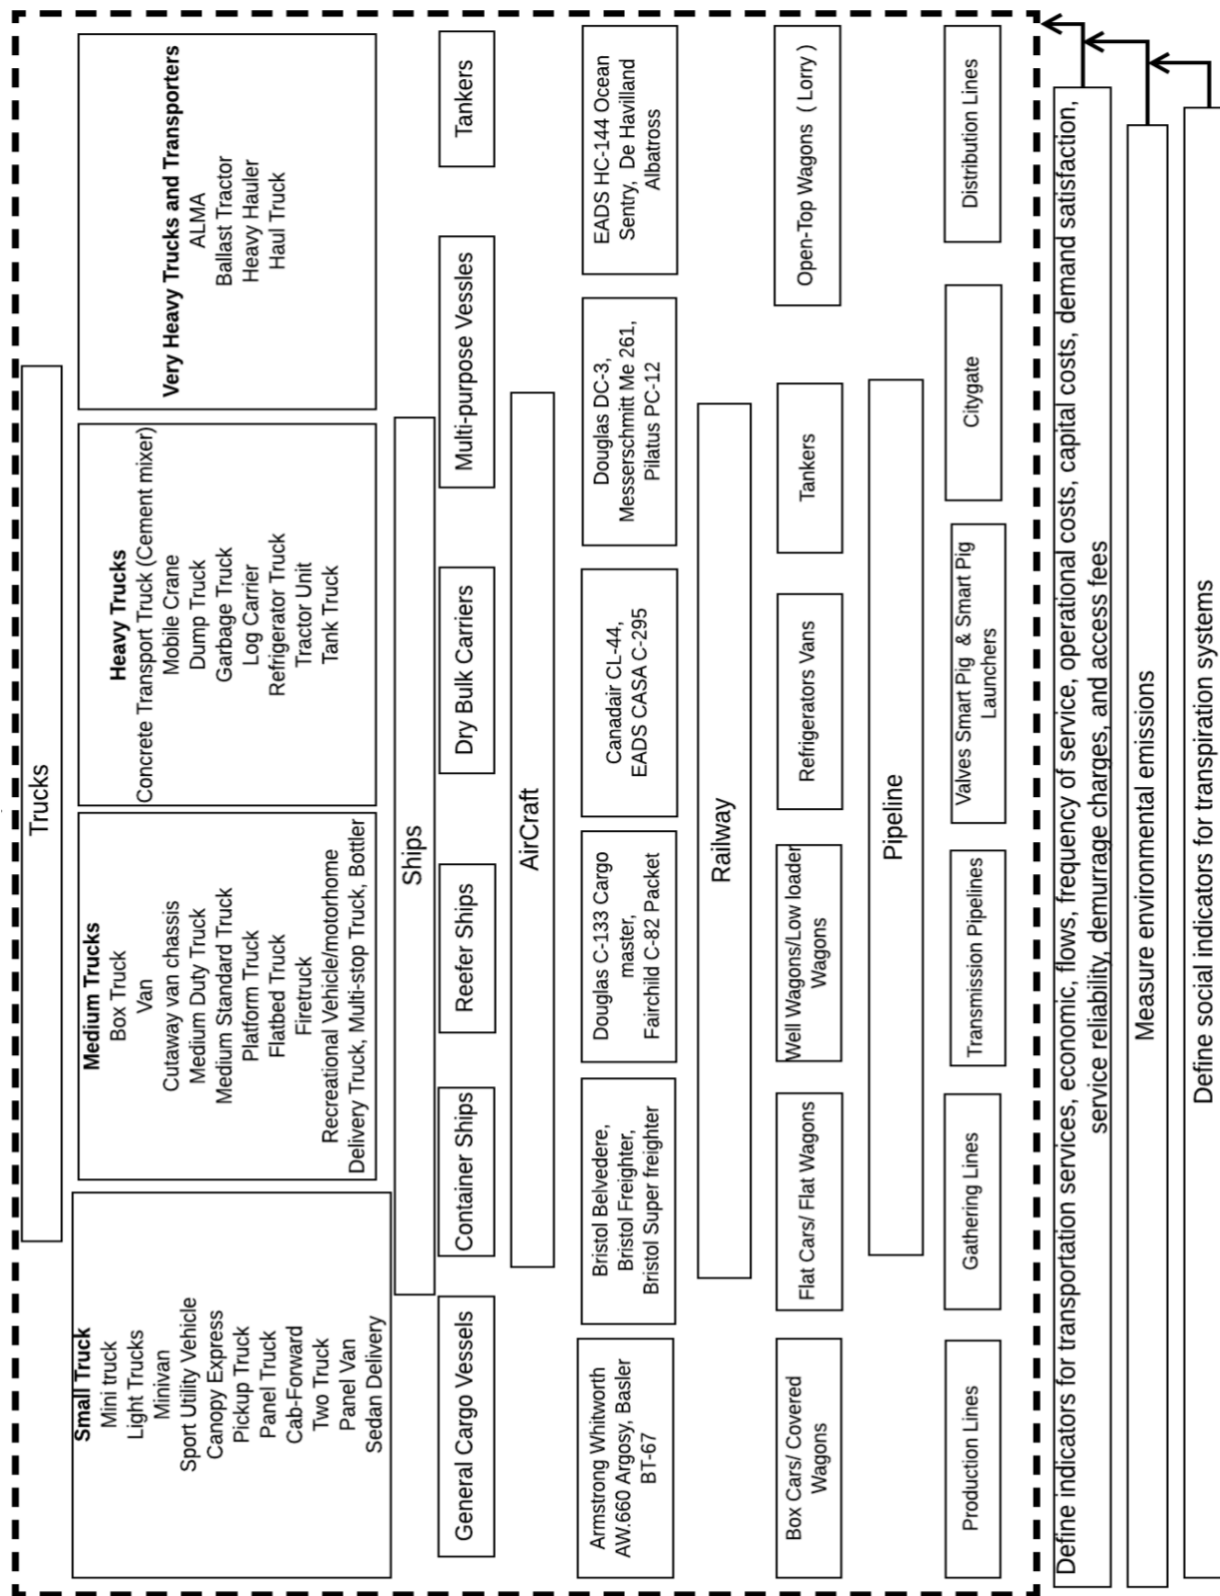 Trucks
Small Truck
Mini truck
Light Trucks
Minivan
Sport Utility Vehicle
Canopy Express
Pickup Truck
Panel Truck
Cab-Forward
Two Truck
Panel Van
Sedan Delivery
Medium Trucks
Box Truck
Van
Cutaway van chassis
Medium Duty Truck
Medium Standard Truck
Platform Truck
Flatbed Truck
Firetruck
Recreational Vehicle/motorhome
Delivery Truck, Multi-stop Truck, Bottler
Heavy Trucks
Concrete Transport Truck (Cement mixer)
Mobile Crane
Dump Truck
Garbage Truck
Log Carrier
Refrigerator Truck
Tractor Unit
Tank Truck
Very Heavy Trucks and Transporters
ALMA
Ballast Tractor
Heavy Hauler
Haul Truck
Ships
General Cargo Vessels
Container Ships
Reefer Ships
Dry Bulk Carriers
Multi-purpose Vessles
Tankers
AirCraft
Armstrong Whitworth
AW.660 Argosy, Basler
BT-67
Bristol Belvedere,
Bristol Freighter,
Bristol Super freighter
Douglas C-133 Cargo
master,
Fairchild C-82 Packet
Canadair CL-44,
EADS CASA C-295
Douglas DC-3,
Messerschmitt Me 261,
Pilatus PC-12
EADS HC-144 Ocean
Sentry, De Havilland
Albatross
Railway
Box Cars/ Covered
Wagons
Flat Cars/ Flat Wagons
Well Wagons/Low loader
Wagons
Refrigerators Vans
Tankers
Open-Top Wagons ( Lorry )
Pipeline
Production Lines
Gathering Lines
Transmission Pipelines
Valves Smart Pig & Smart Pig
Launchers
Citygate
Distribution Lines
Define indicators for transportation services, economic, flows, frequency of service, operational costs, capital costs, demand satisfaction,
service reliability, demurrage charges, and access fees
Measure environmental emissions
Define social indicators for transpiration systems